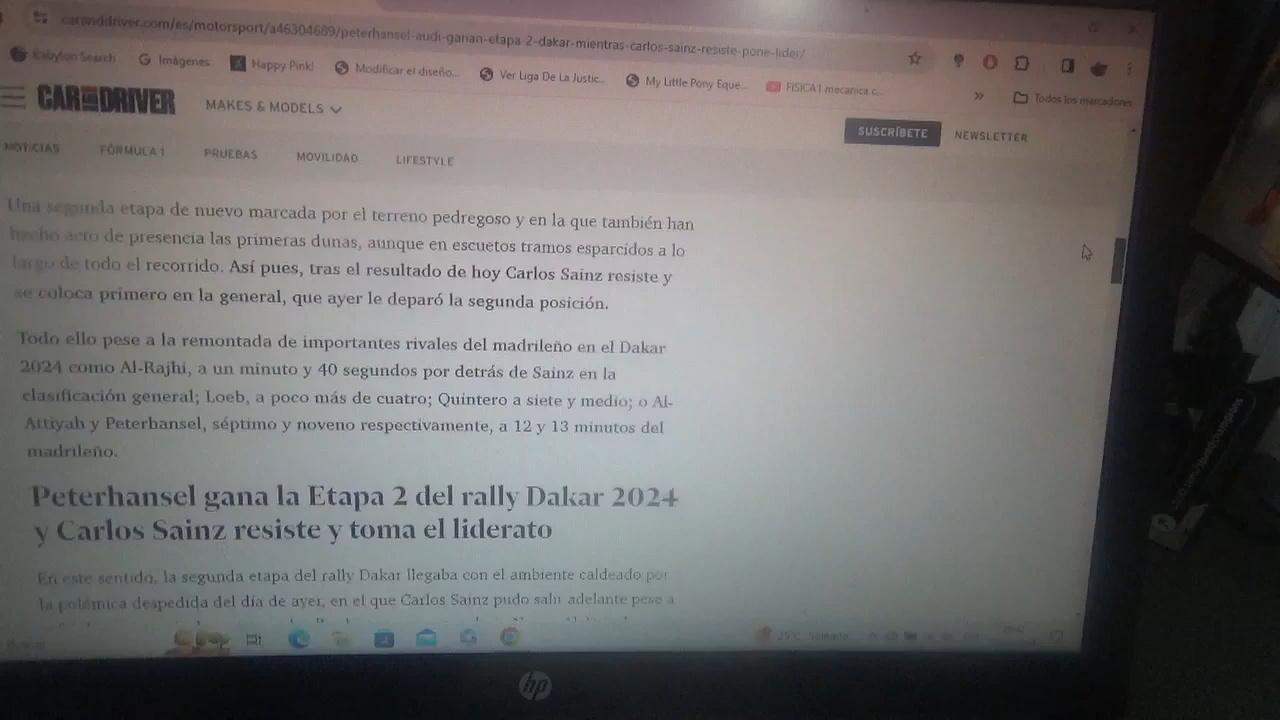 caranddriver.com/es/motorsport/a46304689/peterhansel-audi-ganan-etapa-2-dakar-mientras-carlos-sainz-resiste-pone-lider/
Babylon Search G Imágenes Happy Pink! Modificar el diseño... Ver Liga De La Justic... My Little Pony Eque... FISICA I mecanica c...
» Todos los marcadores
CAR AND DRIVER MAKES & MODELS
SUSCRÍBETE NEWSLETTER
NOTICIAS FÓRMULA 1 PRUEBAS MOVILIDAD LIFESTYLE
Una segunda etapa de nuevo marcada por el terreno pedregoso y en la que también han
hecho acto de presencia las primeras dunas, aunque en escuetos tramos esparcidos a lo
largo de todo el recorrido. Así pues, tras el resultado de hoy Carlos Sainz resiste y
se coloca primero en la general, que ayer le deparó la segunda posición.
Todo ello pese a la remontada de importantes rivales del madrileño en el Dakar
2024 como Al-Rajhi, a un minuto y 40 segundos por detrás de Sainz en la
clasificación general; Loeb, a poco más de cuatro; Quintero a siete y medio; o Al-
Attiyah y Peterhansel, séptimo y noveno respectivamente, a 12 y 13 minutos del
madrileño.
Peterhansel gana la Etapa 2 del rally Dakar 2024
y Carlos Sainz resiste y toma el liderato
En este sentido, la segunda etapa del rally Dakar llegaba con el ambiente caldeado por
la polémica despedida del día de ayer, en el que Carlos Sainz pudo salir adelante pese a
Buscar
25°C Soleado
hp